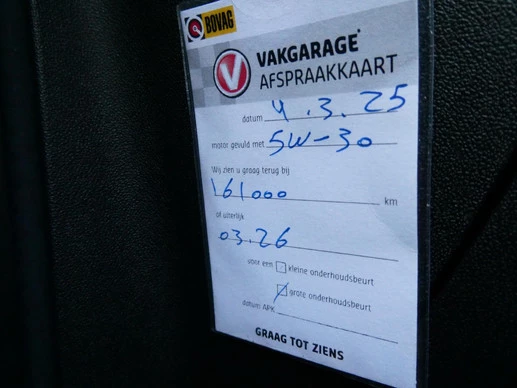 BOVAG
VAKGARAGE
AFSPRAAKKAART
datum 4.3.25
motor gevuld met 5W-30
Wij zien u graag terug bij
161000 km
of uiterlijk
03.26
voor een kleine onderhoudsbeurt
grote onderhoudsbeurt
datum APK
GRAAG TOT ZIENS